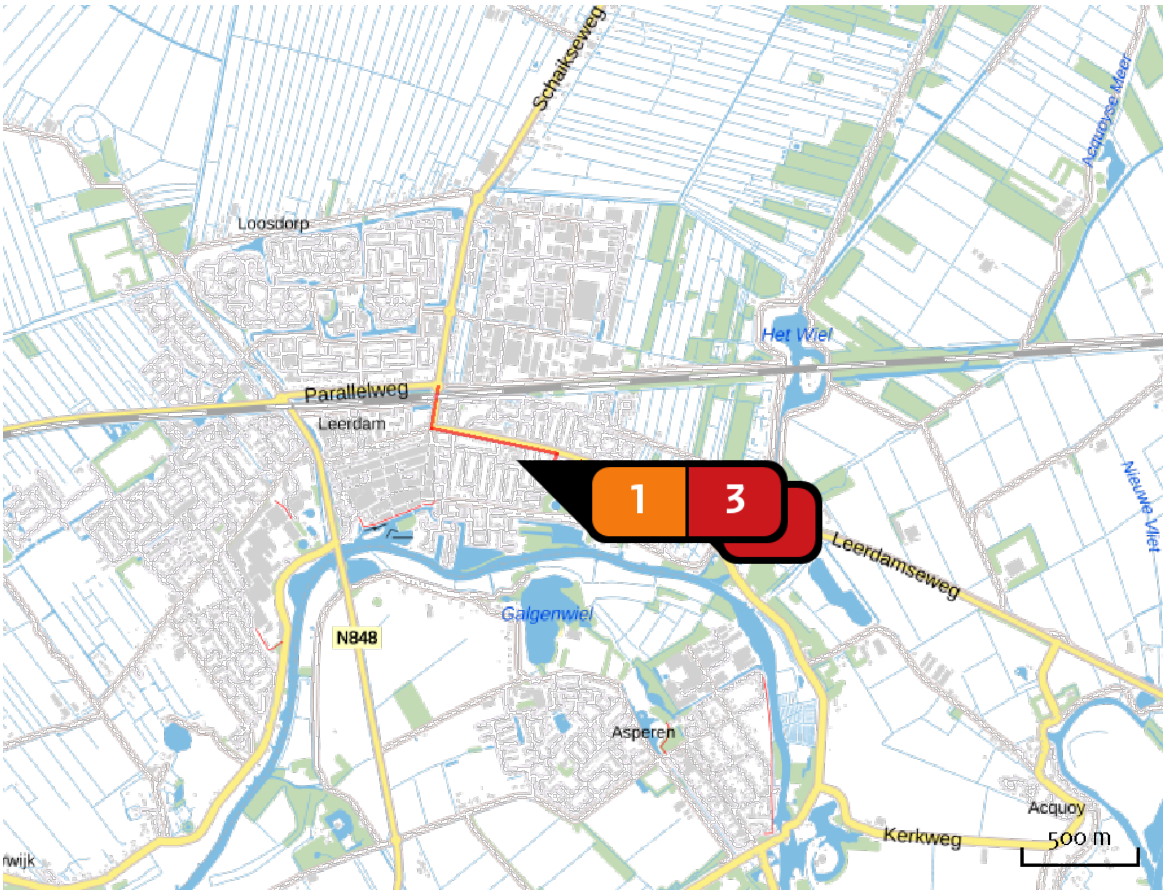 Schaikseweg
Acquoyse Meer
Loosdorp
Het Wiel
Parallelweg
Leerdam
1 3
Nieuwe Vliet
Leerdamseweg
Galgenwiel
N848
Asperen
Acquoy
Kerkweg
500 m
rwijk